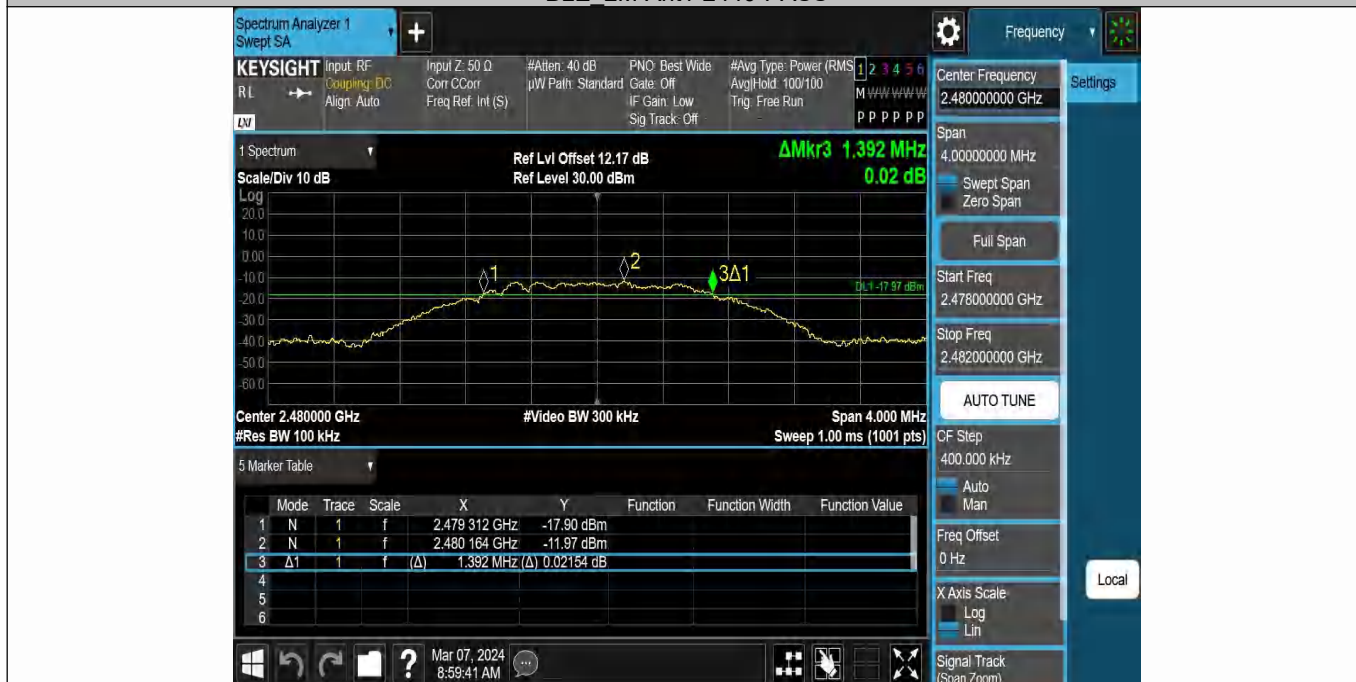 Spectrum Analyzer 1
Swept SA
+
Frequency
KEYSIGHT
RL
LXI
Input: RF
Coupling: DC
Align: Auto
Input Z: 50 Ω
Corr CCorr
Freq Ref: Int (S)
#Atten: 40 dB
µW Path: Standard
PNO: Best Wide
Gate: Off
IF Gain: Low
Sig Track: Off
#Avg Type: Power (RMS
Avg|Hold: 100/100
Trig: Free Run
1 2 3 4 5 6
M W W W W W
P P P P P P
Center Frequency
2.480000000 GHz
Settings
1 Spectrum
Scale/Div 10 dB
Ref Lvl Offset 12.17 dB
Ref Level 30.00 dBm
ΔMkr3 1.392 MHz
0.02 dB
Span
4.00000000 MHz
Swept Span
Zero Span
Full Span
Start Freq
2.478000000 GHz
Stop Freq
2.482000000 GHz
AUTO TUNE
CF Step
400.000 kHz
Auto
Man
Freq Offset
0 Hz
X Axis Scale
Log
Lin
Signal Track
(Span Zoom)
Local
Log
20.0
10.0
0.00
-10.0
-20.0
-30.0
-40.0
-50.0
-60.0
1
2
3Δ1
DL1 -17.97 dBm
Center 2.480000 GHz
#Video BW 300 kHz
Span 4.000 MHz
#Res BW 100 kHz
Sweep 1.00 ms (1001 pts)
5 Marker Table
Mode Trace Scale X Y Function Function Width Function Value
1 N 1 f 2.479 312 GHz -17.90 dBm
2 N 1 f 2.480 164 GHz -11.97 dBm
3 Δ1 1 f (Δ) 1.392 MHz (Δ) 0.02154 dB
4
5
6
?
Mar 07, 2024
8:59:41 AM